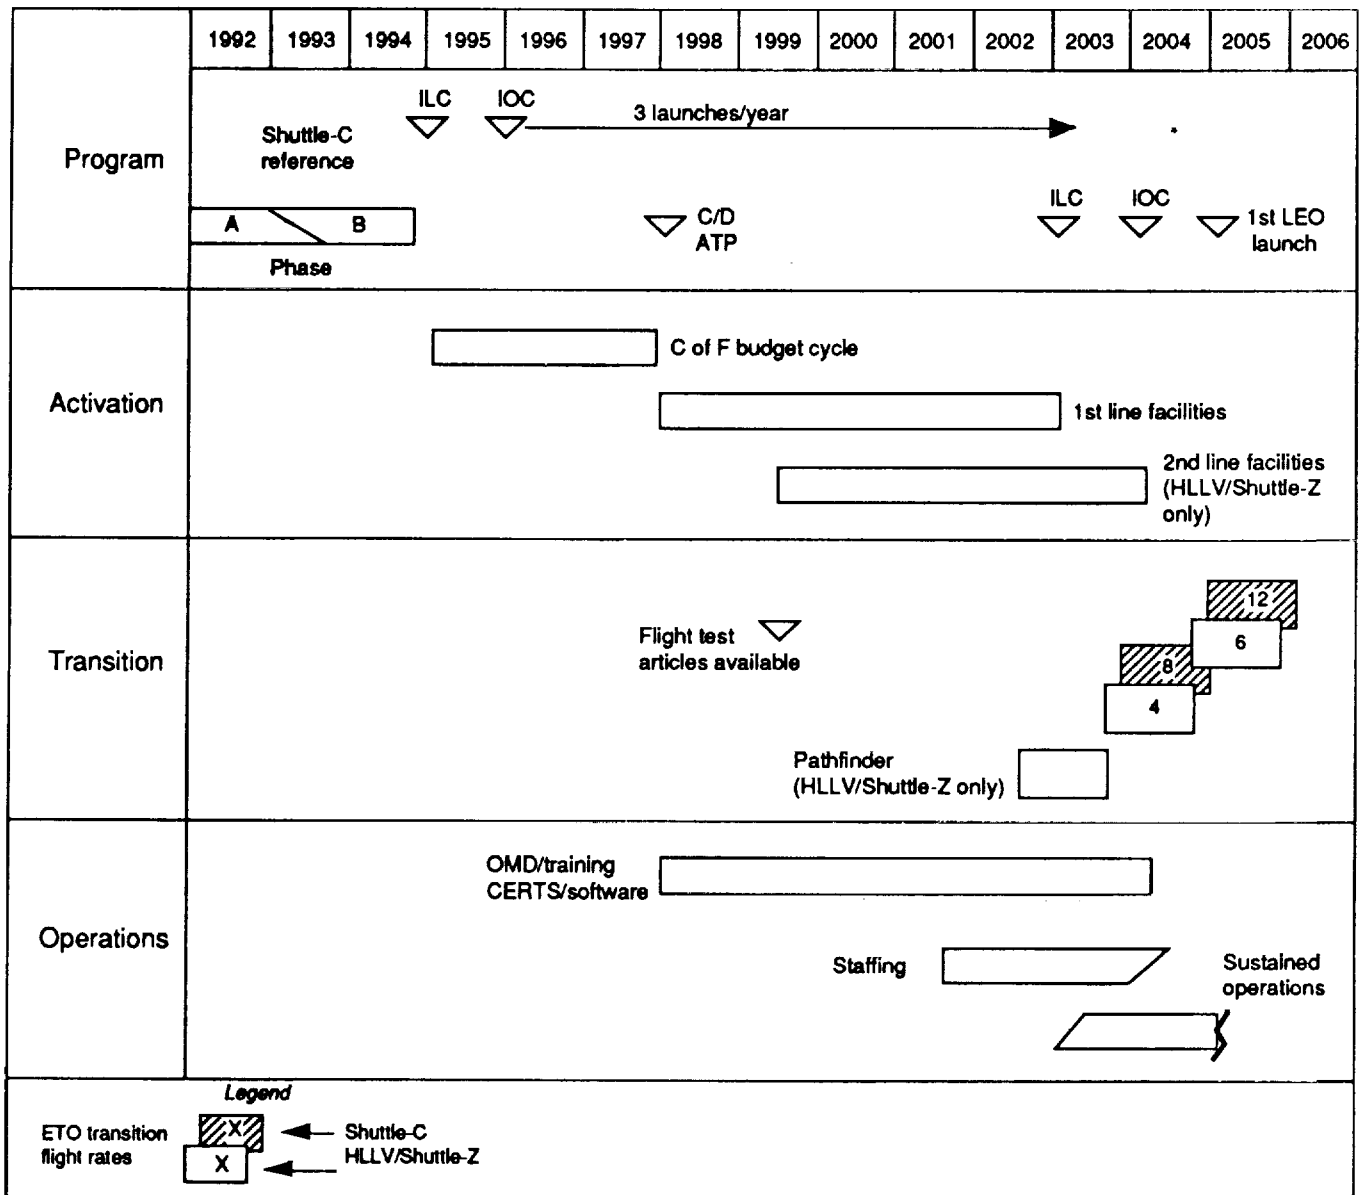 1992 1993 1994 1995 1996 1997 1998 1999 2000 2001 2002 2003 2004 2005 2006
Program
ILC IOC
3 launches/year
Shuttle-C
reference
A B
Phase
C/D
ATP
ILC IOC
1st LEO
launch
Activation
C of F budget cycle
1st line facilities
2nd line facilities
(HLLV/Shuttle-Z
only)
Transition
Flight test
articles available
12
6
8
4
Pathfinder
(HLLV/Shuttle-Z only)
Operations
OMD/training
CERTS/software
Staffing
Sustained
operations
Legend
ETO transition
flight rates
X
X
Shuttle-C
HLLV/Shuttle-Z